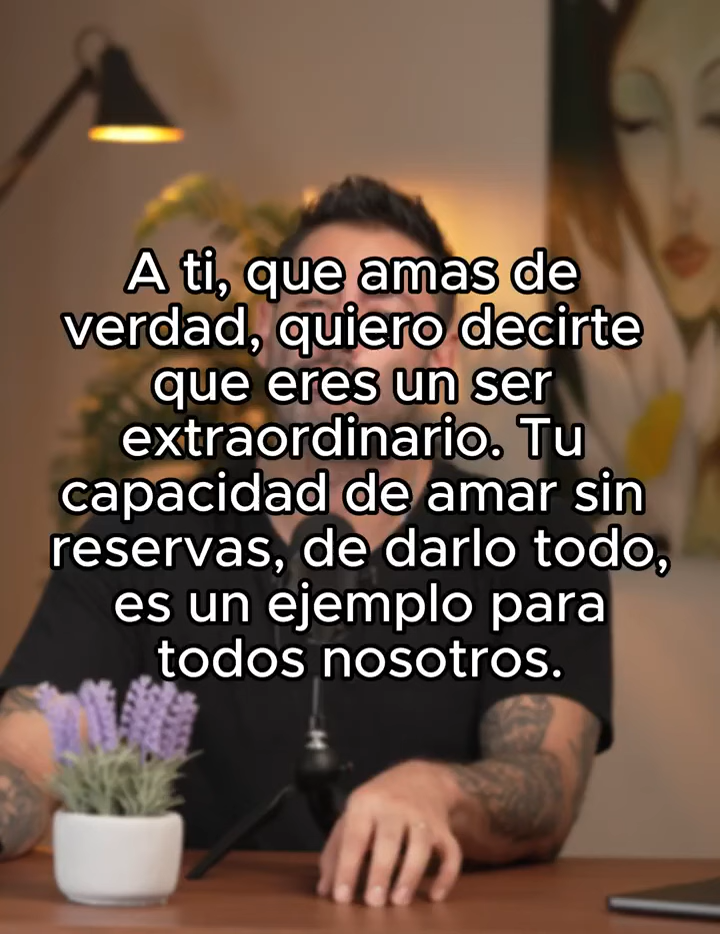 A ti, que amas de
verdad, quiero decirte
que eres un ser
extraordinario. Tu
capacidad de amar sin
reservas, de darlo todo,
es un ejemplo para
todos nosotros.